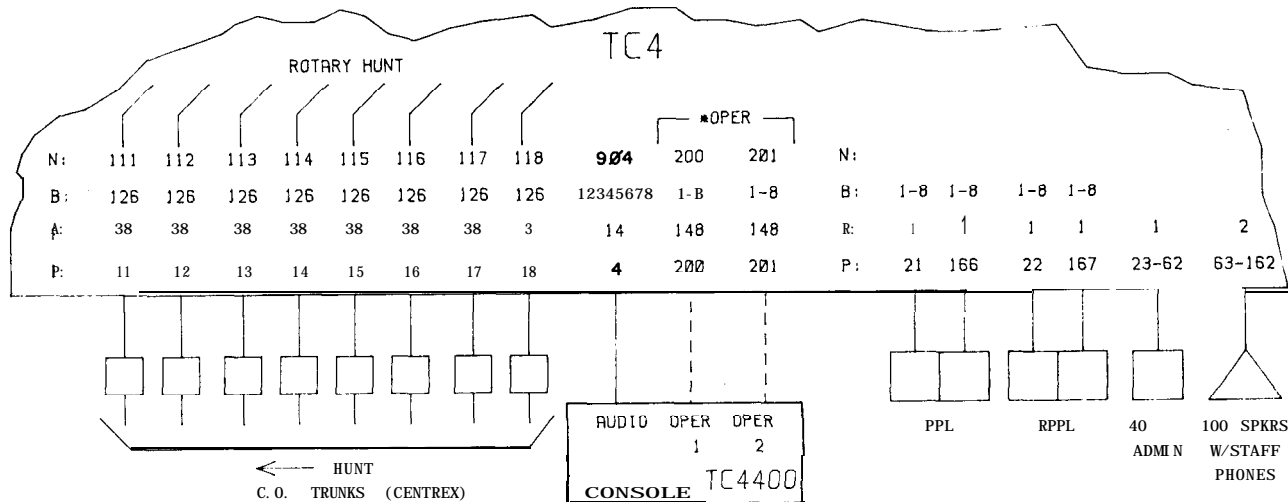 TC4
ROTARY HUNT
*OPER
N: 111 112 113 114 115 116 117 118 904 200 201 N:
B: 126 126 126 126 126 126 126 126 12345678 1-B 1-8 B: 1-8 1-8 1-8 1-8
A: 38 38 38 38 38 38 38 3 14 148 148 R: 1 1 1 1 1 2
P: 11 12 13 14 15 16 17 18 4 200 201 P: 21 166 22 167 23-62 63-162
AUDIO OPER OPER
1 2
CONSOLE TC4400
HUNT
C.O. TRUNKS (CENTREX)
PPL RPPL 40 100 SPKRS
ADMIN W/STAFF
PHONES